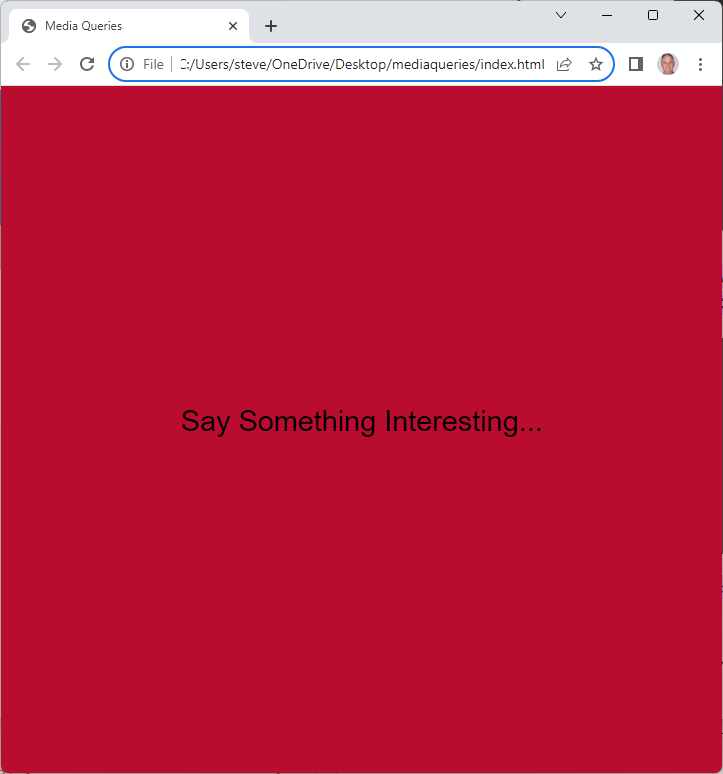 Media Queries
File C:/Users/steve/OneDrive/Desktop/mediaqueries/index.html
Say Something Interesting...